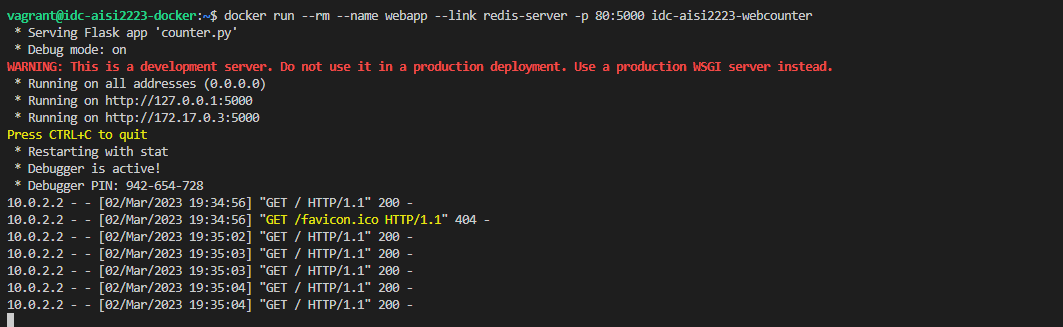 vagrant@idc-aisi2223-docker:~$ docker run --rm --name webapp --link redis-server -p 80:5000 idc-aisi2223-webcounter
 * Serving Flask app 'counter.py'
 * Debug mode: on
WARNING: This is a development server. Do not use it in a production deployment. Use a production WSGI server instead.
 * Running on all addresses (0.0.0.0)
 * Running on http://127.0.0.1:5000
 * Running on http://172.17.0.3:5000
Press CTRL+C to quit
 * Restarting with stat
 * Debugger is active!
 * Debugger PIN: 942-654-728
10.0.2.2 - - [02/Mar/2023 19:34:56] "GET / HTTP/1.1" 200 -
10.0.2.2 - - [02/Mar/2023 19:34:56] "GET /favicon.ico HTTP/1.1" 404 -
10.0.2.2 - - [02/Mar/2023 19:35:02] "GET / HTTP/1.1" 200 -
10.0.2.2 - - [02/Mar/2023 19:35:03] "GET / HTTP/1.1" 200 -
10.0.2.2 - - [02/Mar/2023 19:35:03] "GET / HTTP/1.1" 200 -
10.0.2.2 - - [02/Mar/2023 19:35:04] "GET / HTTP/1.1" 200 -
10.0.2.2 - - [02/Mar/2023 19:35:04] "GET / HTTP/1.1" 200 -